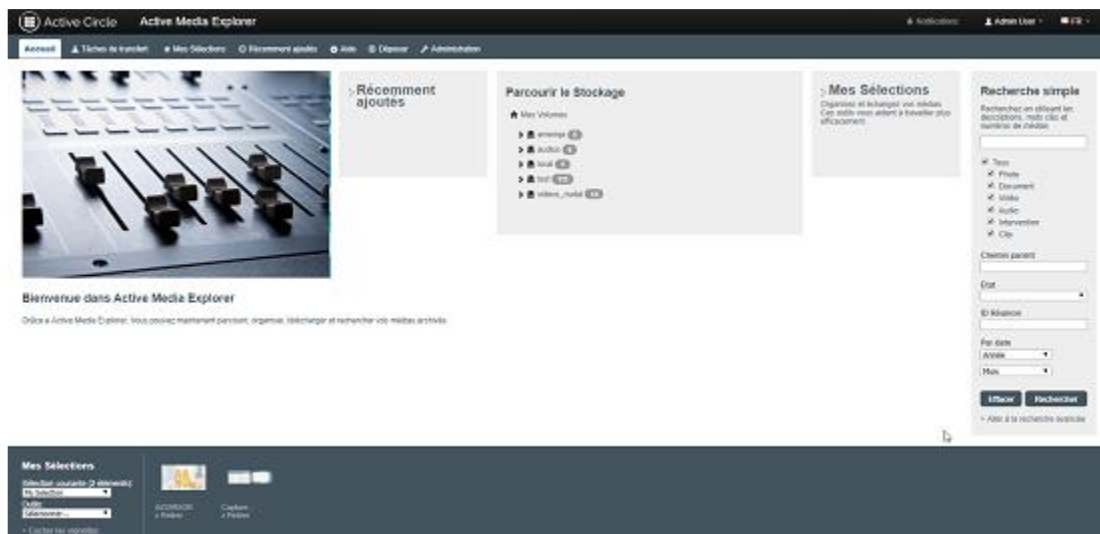 Active Circle Active Media Explorer
Notifications Admin User FR
Accueil Tâches de transfert Mes Sélections Récemment ajoutés Aide Déposer Administration
Récemment
ajoutés
Parcourir le Stockage
Mes Volumes
audios
local
test
videos_metal
Mes Sélections
Organisez et échangez vos médias.
Ces outils vous aident à travailler plus
efficacement.
Recherche simple
Recherchez en utilisant les
descriptions, mots clés et
numéros de médias
Tous
Photo
Document
Vidéo
Audio
Intervention
Clip
Chemin parent
Etat
ID Réunion
Par date
Année
Mois
Effacer Rechercher
Aller à la recherche avancée
Bienvenue dans Active Media Explorer
Grâce à Active Media Explorer, vous pouvez maintenant parcourir, organiser, télécharger et rechercher vos médias archivés.
Mes Sélections
Sélection courante (2 éléments)
My Selection
Outils
Sélectionner...
Cacher les vignettes
Capture
x Retirer
x Retirer